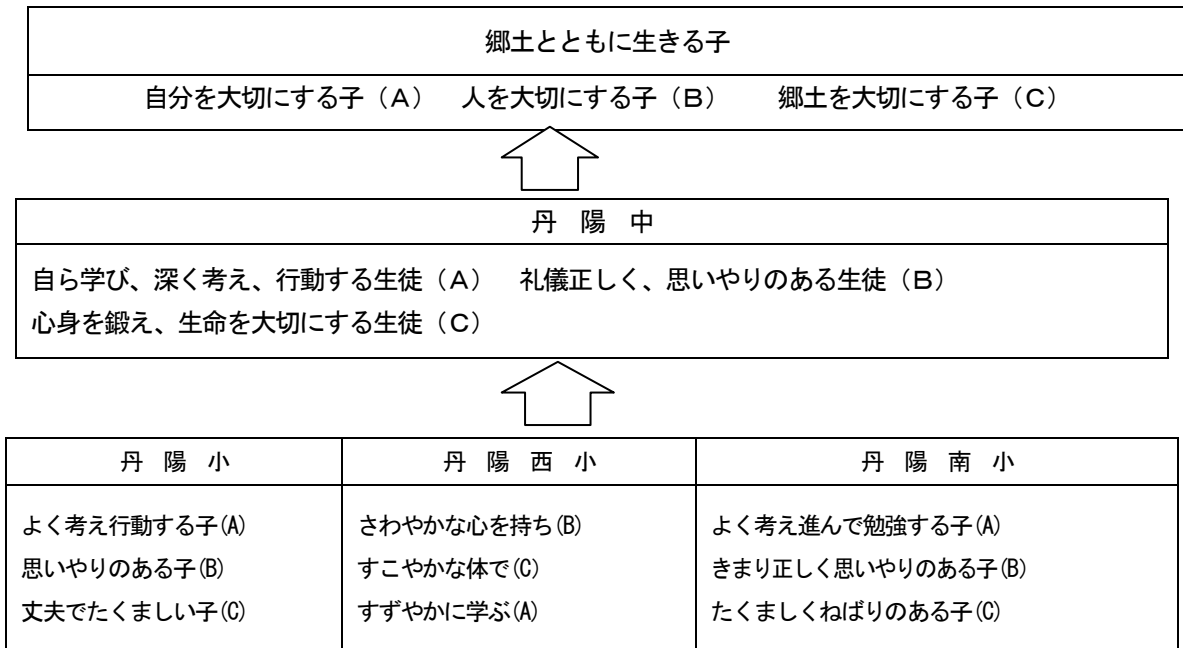 郷土とともに生きる子
自分を大切にする子（A） 人を大切にする子（B） 郷土を大切にする子（C）
丹 陽 中
自ら学び、深く考え、行動する生徒（A） 礼儀正しく、思いやりのある生徒（B）
心身を鍛え、生命を大切にする生徒（C）
丹 陽 小
よく考え行動する子(A)
思いやりのある子(B)
丈夫でたくましい子(C)
丹 陽 西 小
さわやかな心を持ち(B)
すこやかな体で(C)
すずやかに学ぶ(A)
丹 陽 南 小
よく考え進んで勉強する子(A)
きまり正しく思いやりのある子(B)
たくましくねばりのある子(C)